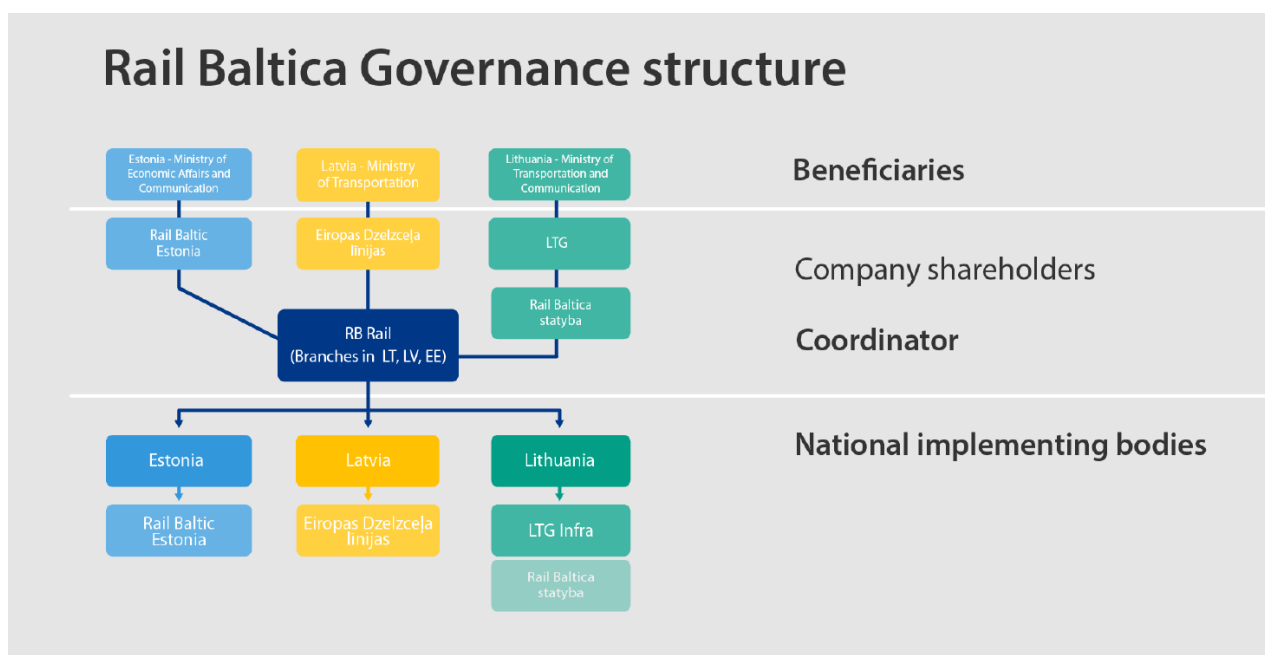 Rail Baltica Governance structure
Estonia - Ministry of
Economic Affairs and
Communication
Latvia - Ministry
of Transportation
Lithuania - Ministry of
Transportation and
Communication
Beneficiaries
Rail Baltic
Estonia
Eiropas Dzelzceļa
līnijas
LTG
Company shareholders
Rail Baltica
statyba
RB Rail
(Branches in LT, LV, EE)
Coordinator
Estonia
Latvia
Lithuania
National implementing bodies
Rail Baltic
Estonia
Eiropas Dzelzceļa
līnijas
LTG Infra
Rail Baltica
statyba